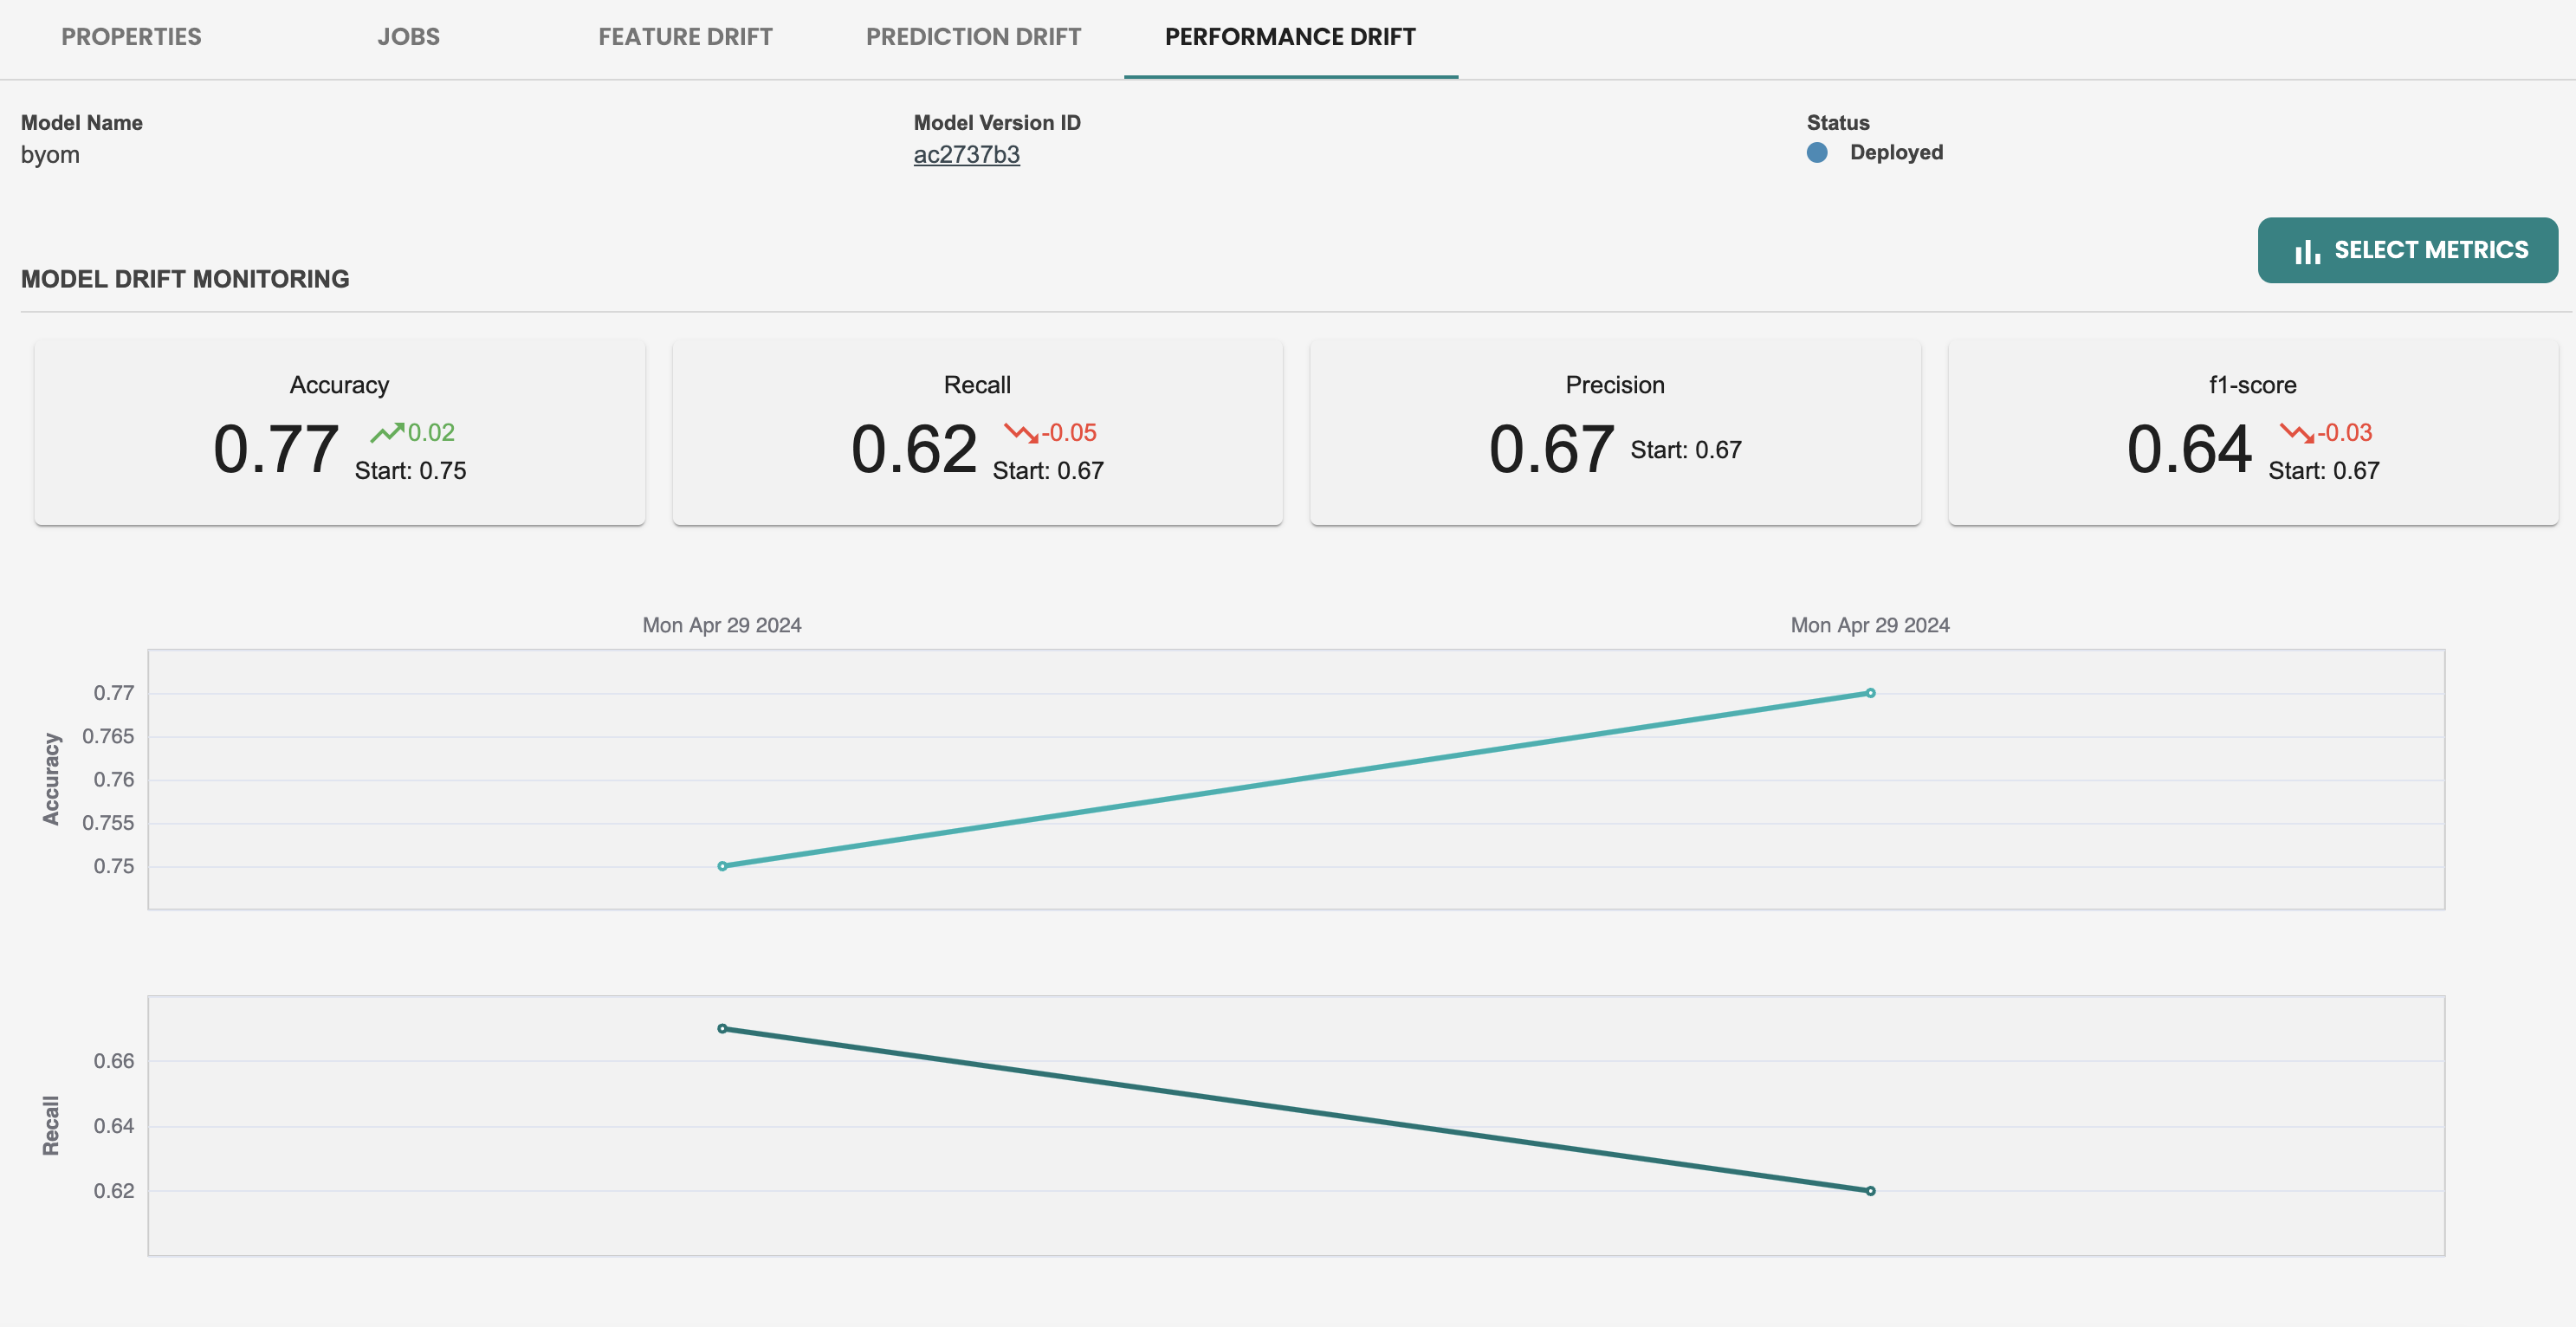 PROPERTIES JOBS FEATURE DRIFT PREDICTION DRIFT PERFORMANCE DRIFT
Model Name Model Version ID Status
byom ac2737b3 Deployed
SELECT METRICS
MODEL DRIFT MONITORING
Accuracy
0.77 0.02
Start: 0.75
Recall
0.62 -0.05
Start: 0.67
Precision
0.67 Start: 0.67
f1-score
0.64 -0.03
Start: 0.67
Mon Apr 29 2024 Mon Apr 29 2024
Accuracy
0.77
0.765
0.76
0.755
0.75
Recall
0.66
0.64
0.62